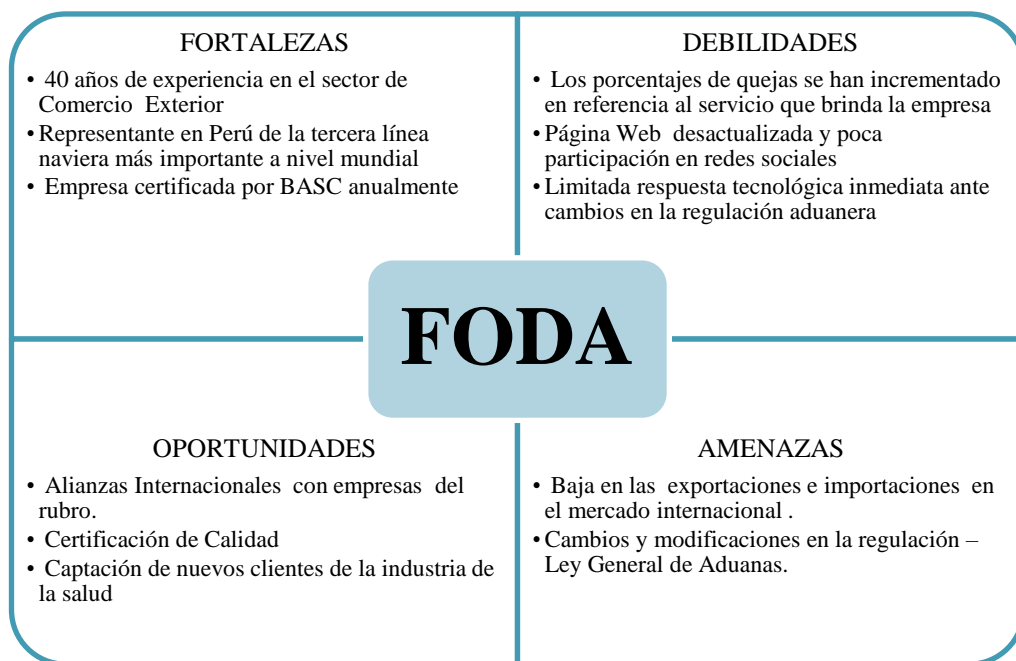 FORTALEZAS
• 40 años de experiencia en el sector de
Comercio Exterior
• Representante en Perú de la tercera línea
naviera más importante a nivel mundial
• Empresa certificada por BASC anualmente
DEBILIDADES
• Los porcentajes de quejas se han incrementado
en referencia al servicio que brinda la empresa
• Página Web desactualizada y poca
participación en redes sociales
• Limitada respuesta tecnológica inmediata ante
cambios en la regulación aduanera
FODA
OPORTUNIDADES
• Alianzas Internacionales con empresas del
rubro.
• Certificación de Calidad
• Captación de nuevos clientes de la industria de
la salud
AMENAZAS
• Baja en las exportaciones e importaciones en
el mercado internacional .
• Cambios y modificaciones en la regulación –
Ley General de Aduanas.